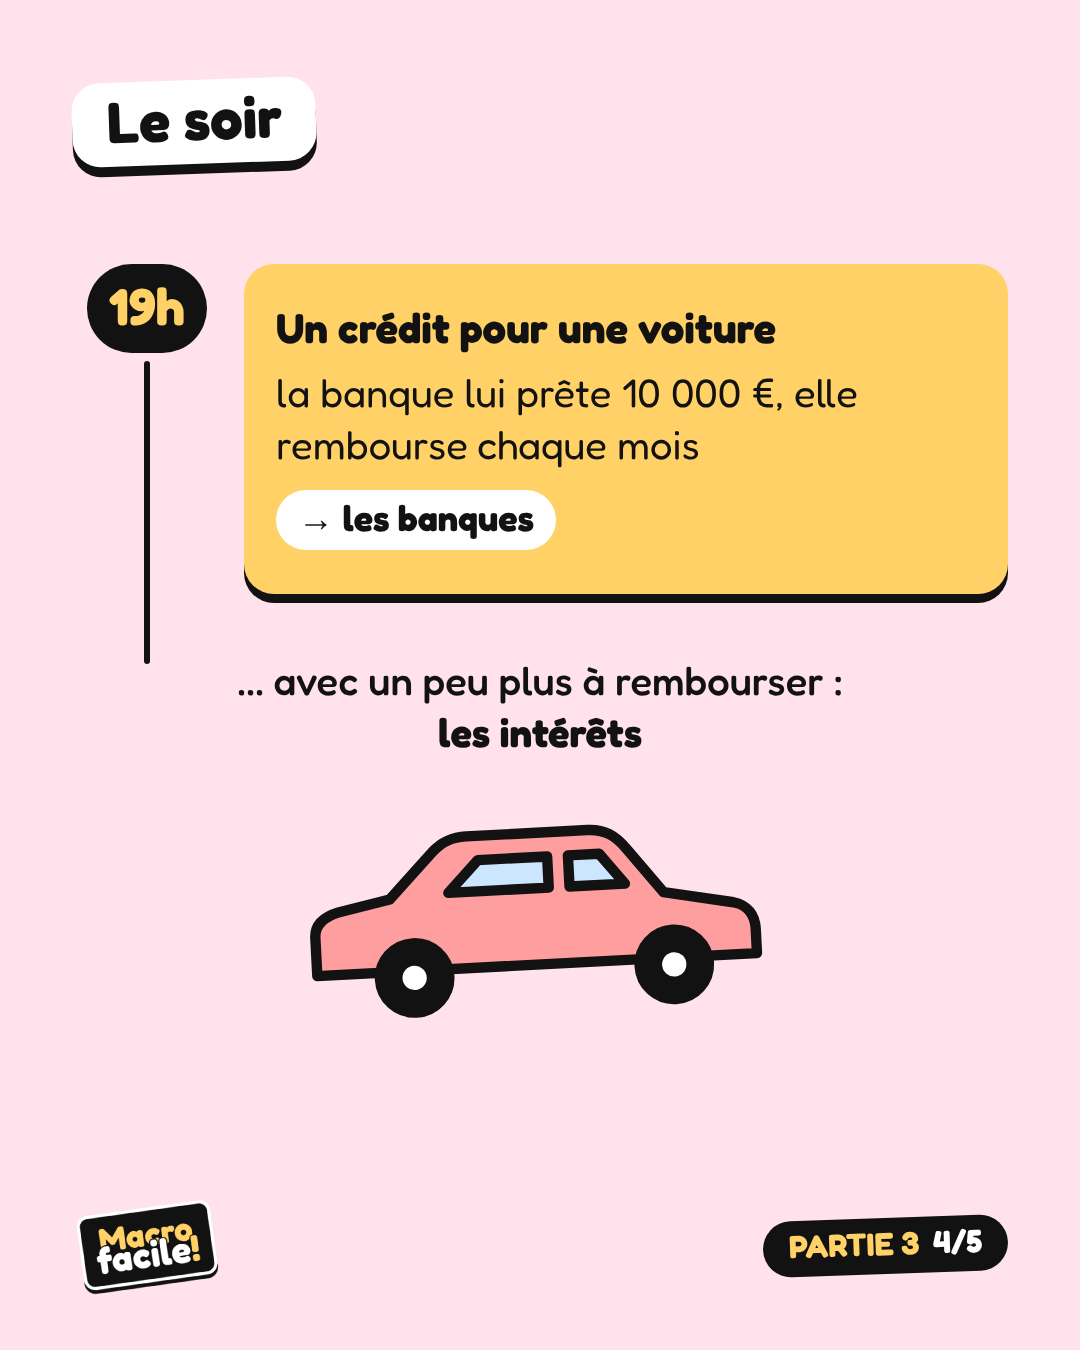 Le soir
19h
Un crédit pour une voiture
la banque lui prête 10 000 €, elle
rembourse chaque mois
→ les banques
... avec un peu plus à rembourser :
les intérêts
Macro
facile!
PARTIE 3 4/5